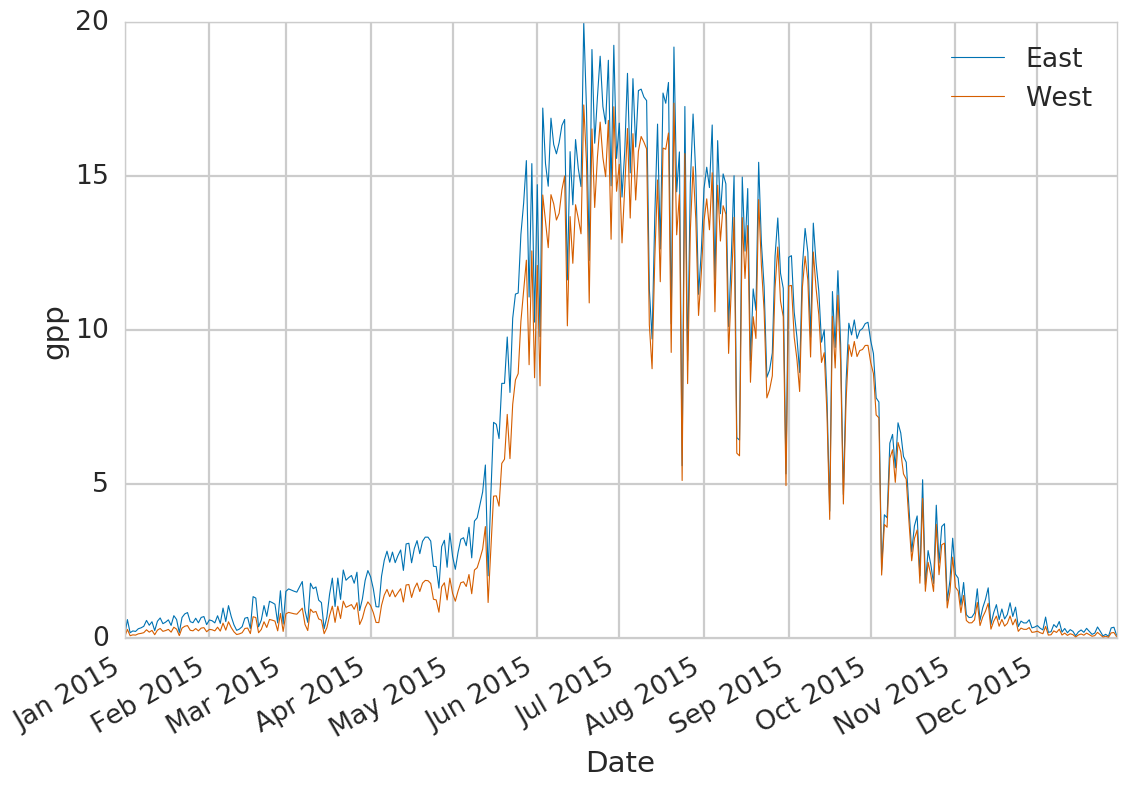 20
15
10
5
0
gpp
East
West
Jan 2015
Feb 2015
Mar 2015
Apr 2015
May 2015
Jun 2015
Jul 2015
Aug 2015
Sep 2015
Oct 2015
Nov 2015
Dec 2015
Date